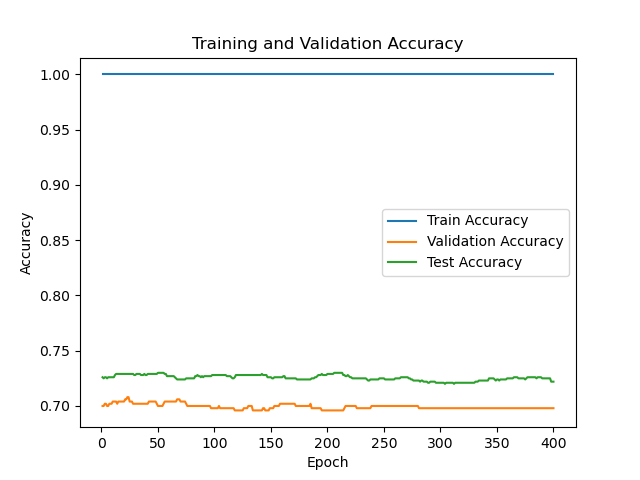 Training and Validation Accuracy
1.00
0.95
0.90
0.85
0.80
0.75
0.70
Accuracy
Train Accuracy
Validation Accuracy
Test Accuracy
0 50 100 150 200 250 300 350 400
Epoch